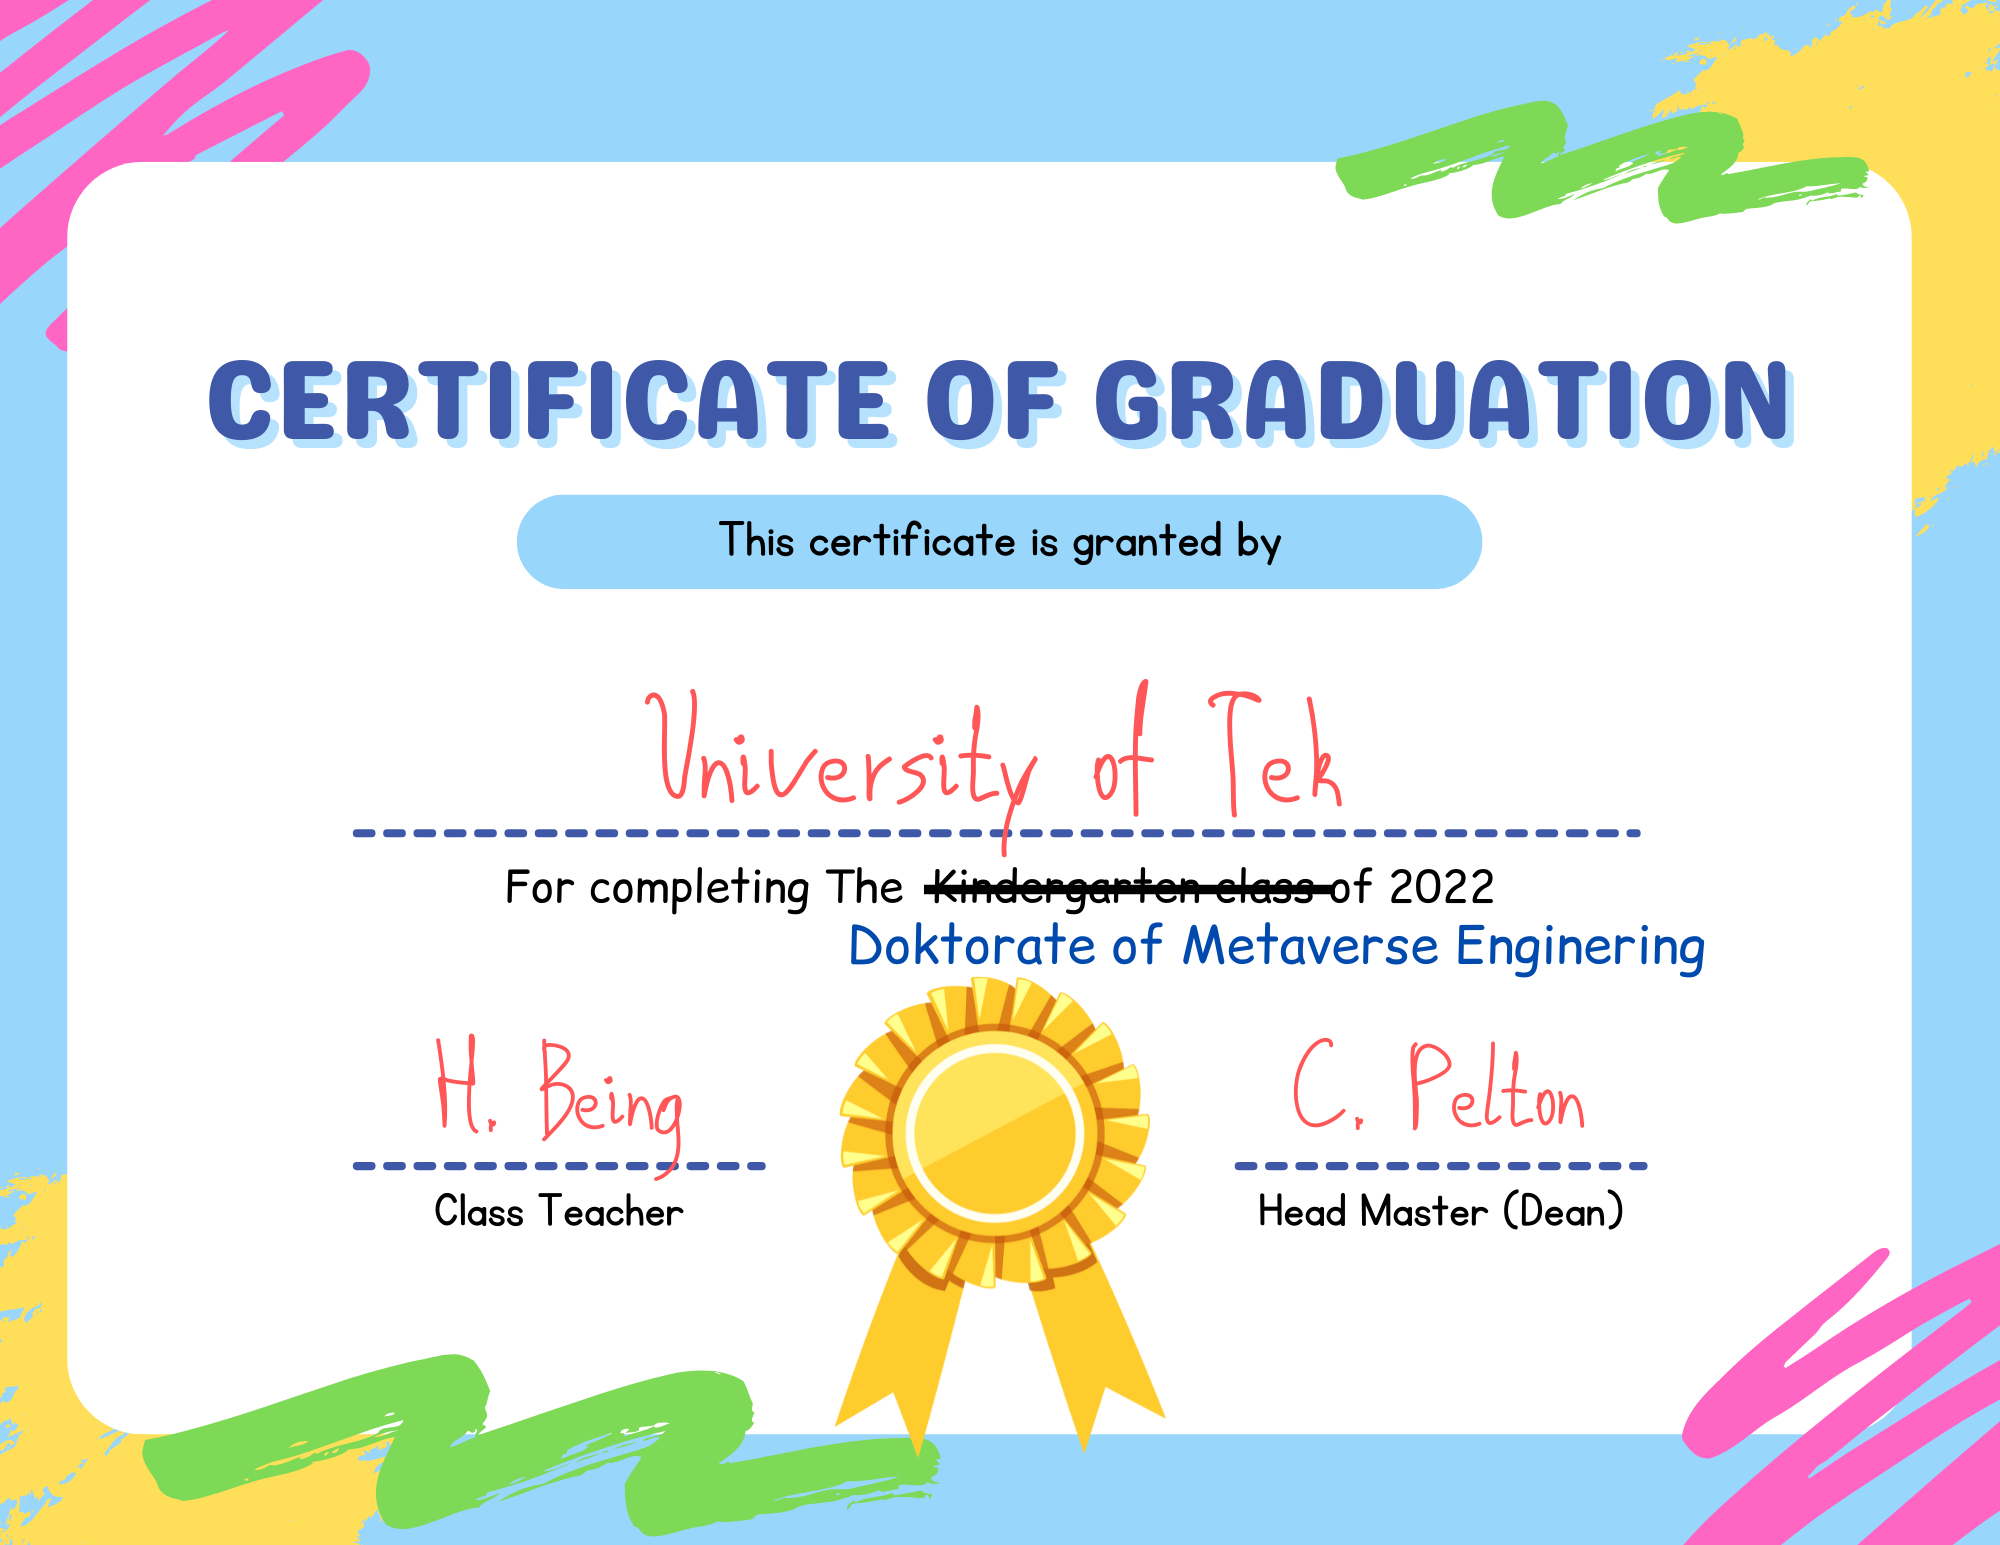 CERTIFICATE OF GRADUATION
This certificate is granted by
University of Tek
For completing The Kindergarten class of 2022
Doktorate of Metaverse Enginering
H. Being
C. Pelton
Class Teacher
Head Master (Dean)